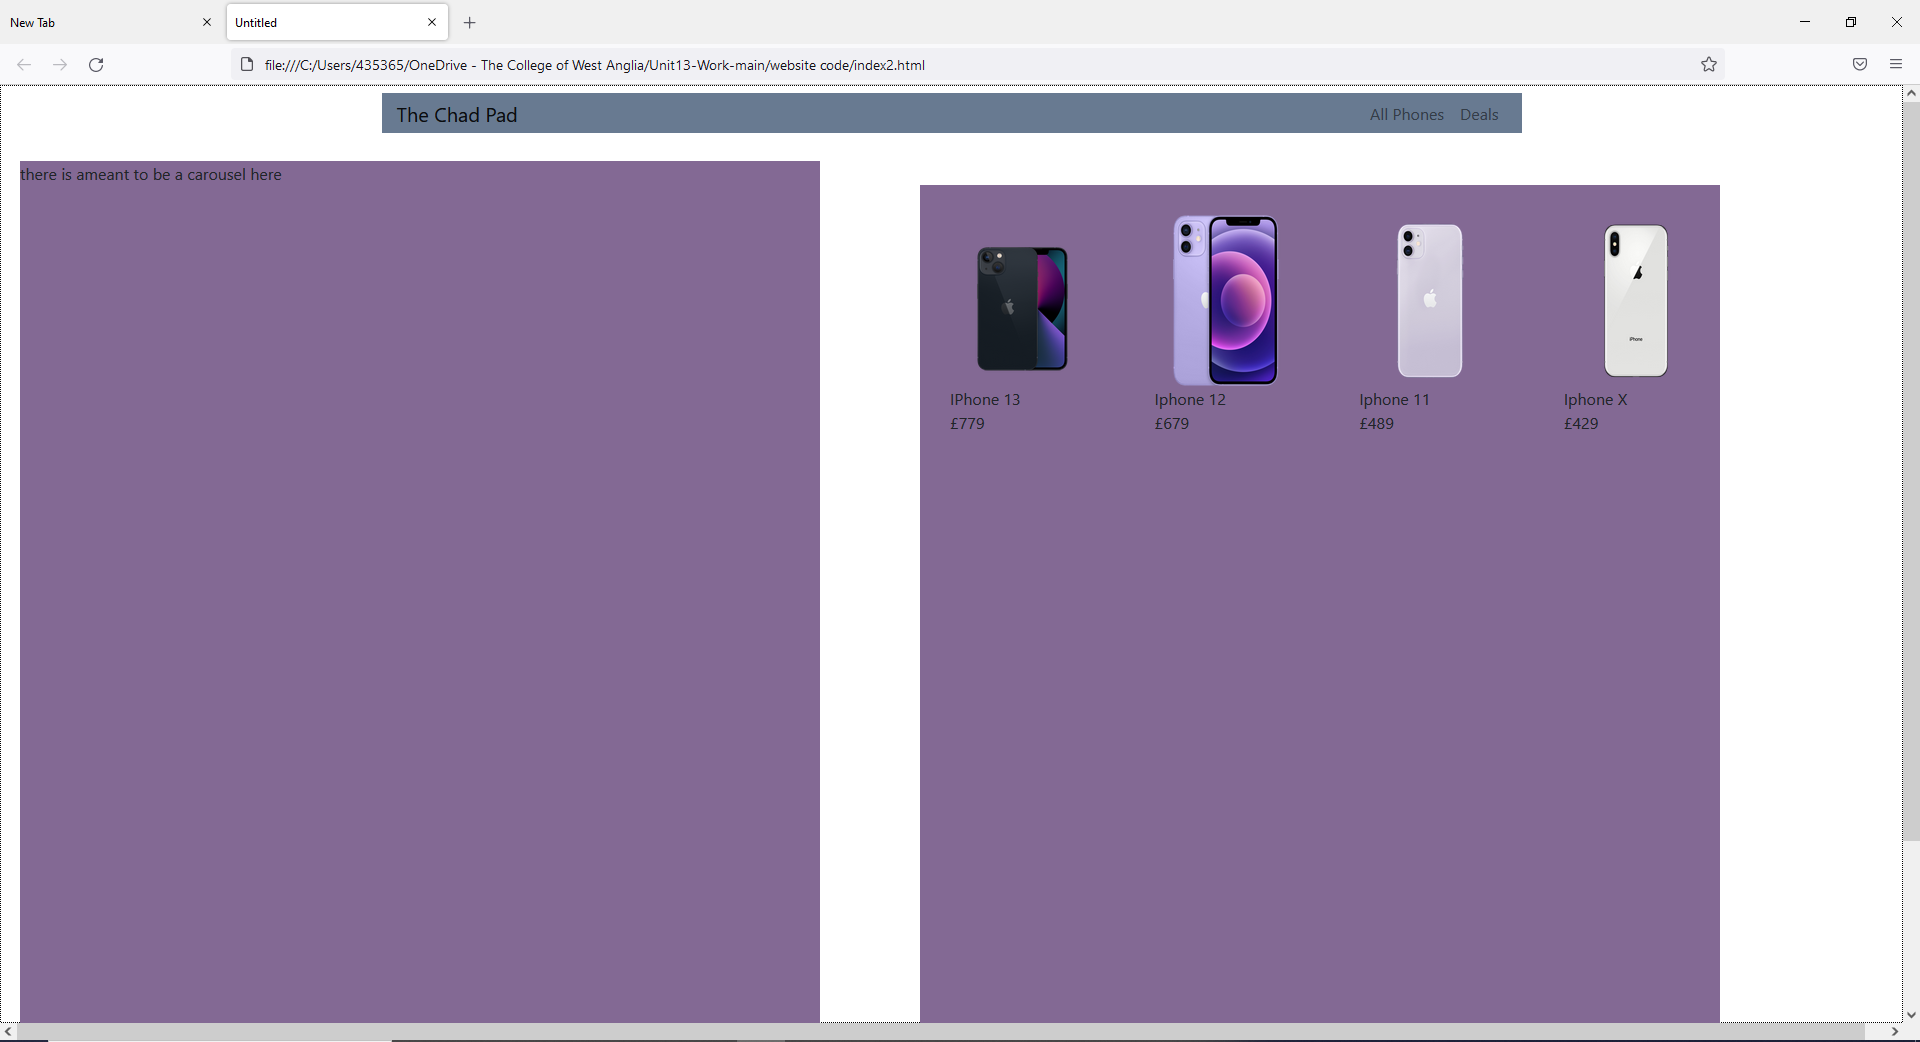 New Tab
Untitled
file:///C:/Users/435365/OneDrive - The College of West Anglia/Unit13-Work-main/website code/index2.html
The Chad Pad
All Phones Deals
there is ameant to be a carousel here
iPhone
IPhone 13
Iphone 12
Iphone 11
Iphone X
£779
£679
£489
£429